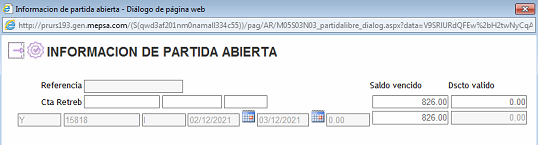 Informacion de partida abierta - Diálogo de página web
http://prurs193.gen.mepsa.com/(S(qwd3af201nm0namall334c55))/pag/AR/M05S03N03_partidalibre_dialog.aspx?data=V9SRIURdQFEw%2bH2twNyCqA
INFORMACION DE PARTIDA ABIERTA
Referencia Saldo vencido Dscto valido
Cta Retreb 826.00 0.00
Y 15818 I 02/12/2021 03/12/2021 0.00 826.00 0.00